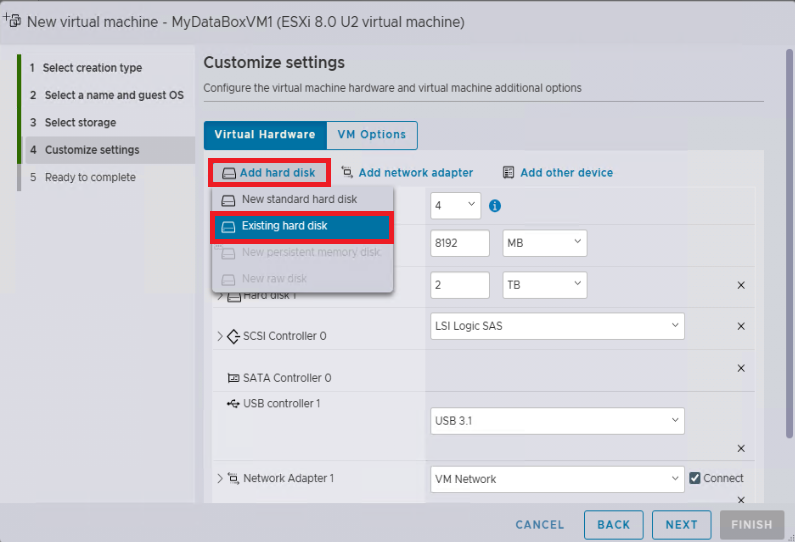 New virtual machine - MyDataBoxVM1 (ESXi 8.0 U2 virtual machine)
1 Select creation type
2 Select a name and guest OS
3 Select storage
4 Customize settings
5 Ready to complete
Customize settings
Configure the virtual machine hardware and virtual machine additional options
Virtual Hardware
VM Options
Add hard disk
Add network adapter
Add other device
New standard hard disk
Existing hard disk
New persistent memory disk
New raw disk
4
8192
MB
Hard disk 1
2
TB
SCSI Controller 0
LSI Logic SAS
SATA Controller 0
USB controller 1
USB 3.1
Network Adapter 1
VM Network
Connect
CANCEL
BACK
NEXT
FINISH